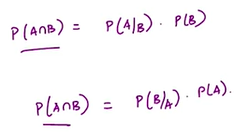 P(A∩B) = P(A/B) · P(B)
P(A∩B) = P(B/A) · P(A).